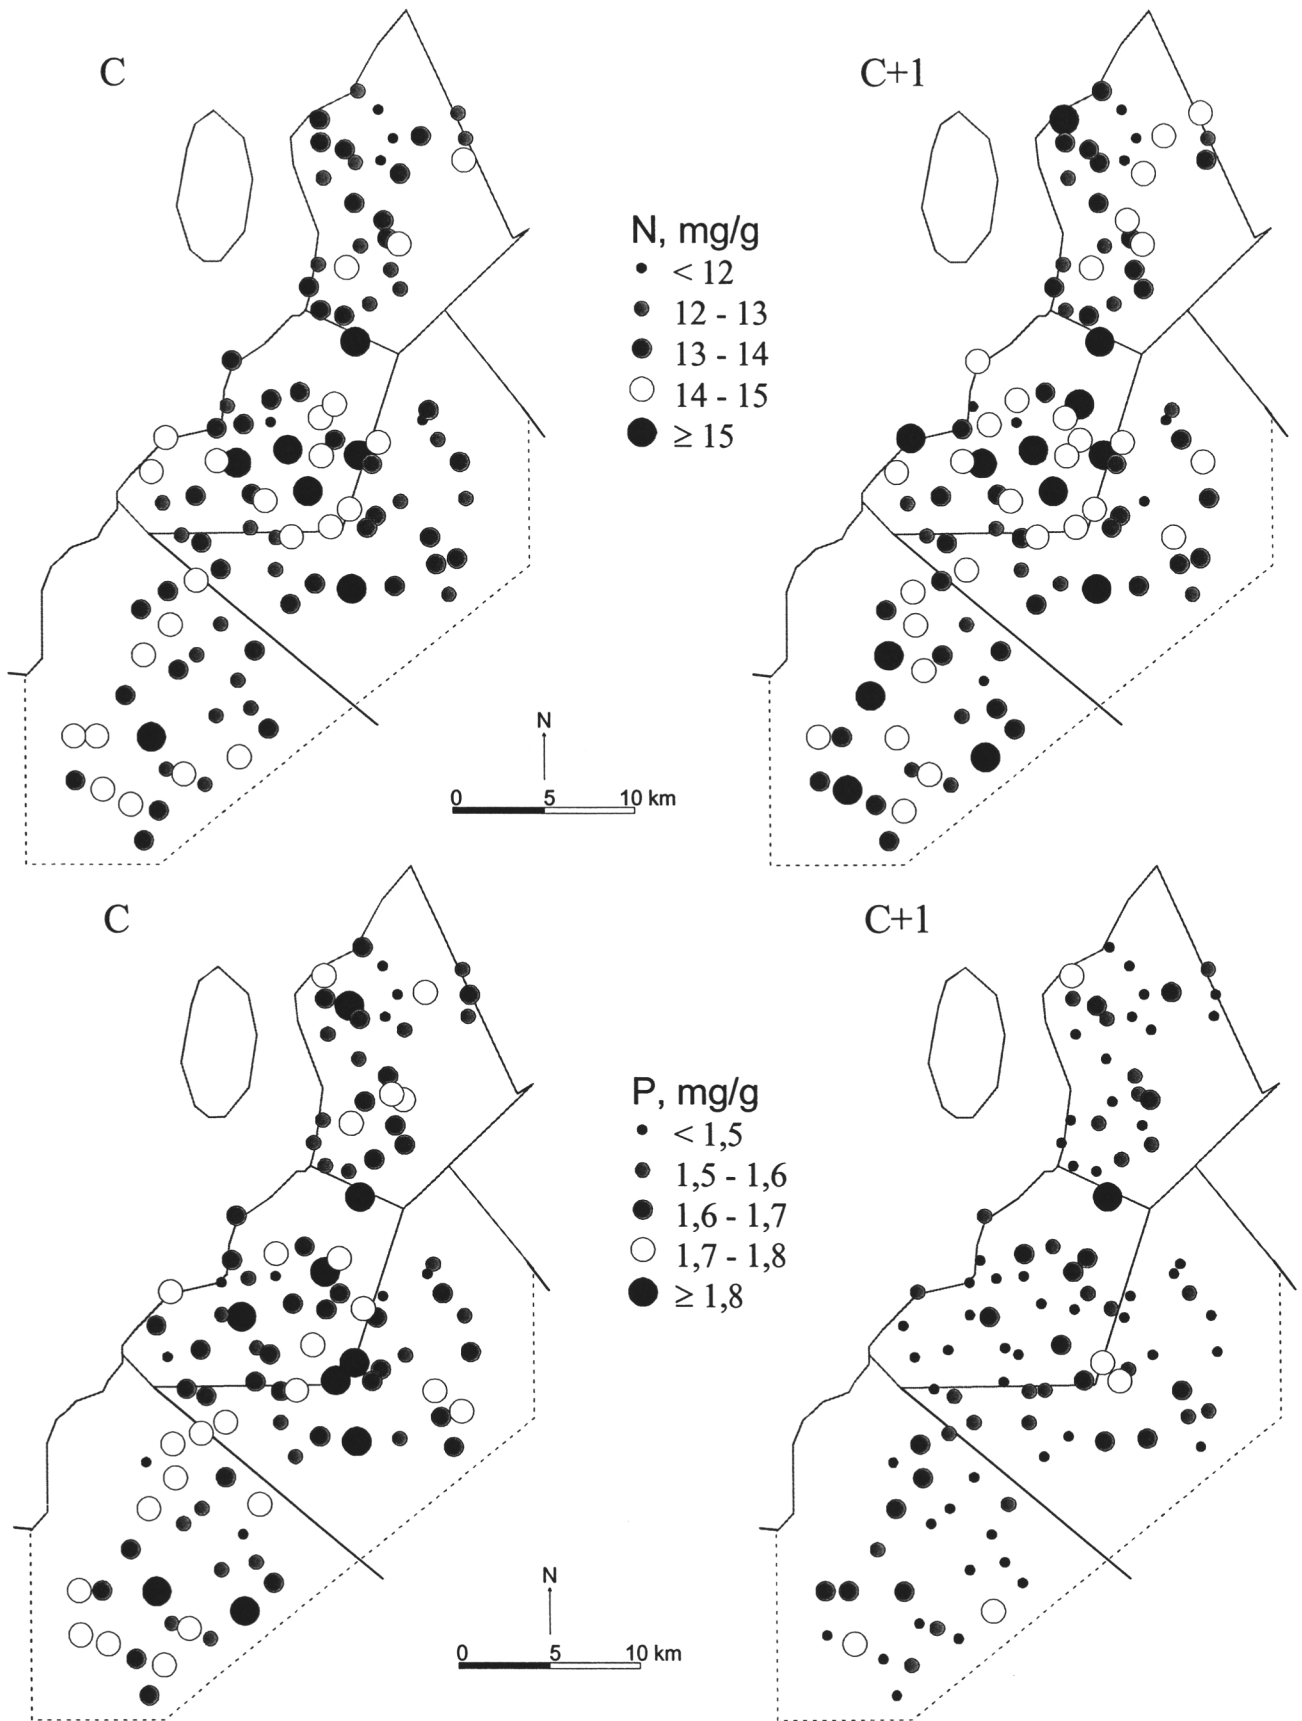 C
C+1
N, mg/g
< 12
12 - 13
13 - 14
14 - 15
≥ 15
N
0 5 10 km
C
C+1
P, mg/g
< 1,5
1,5 - 1,6
1,6 - 1,7
1,7 - 1,8
≥ 1,8
N
0 5 10 km